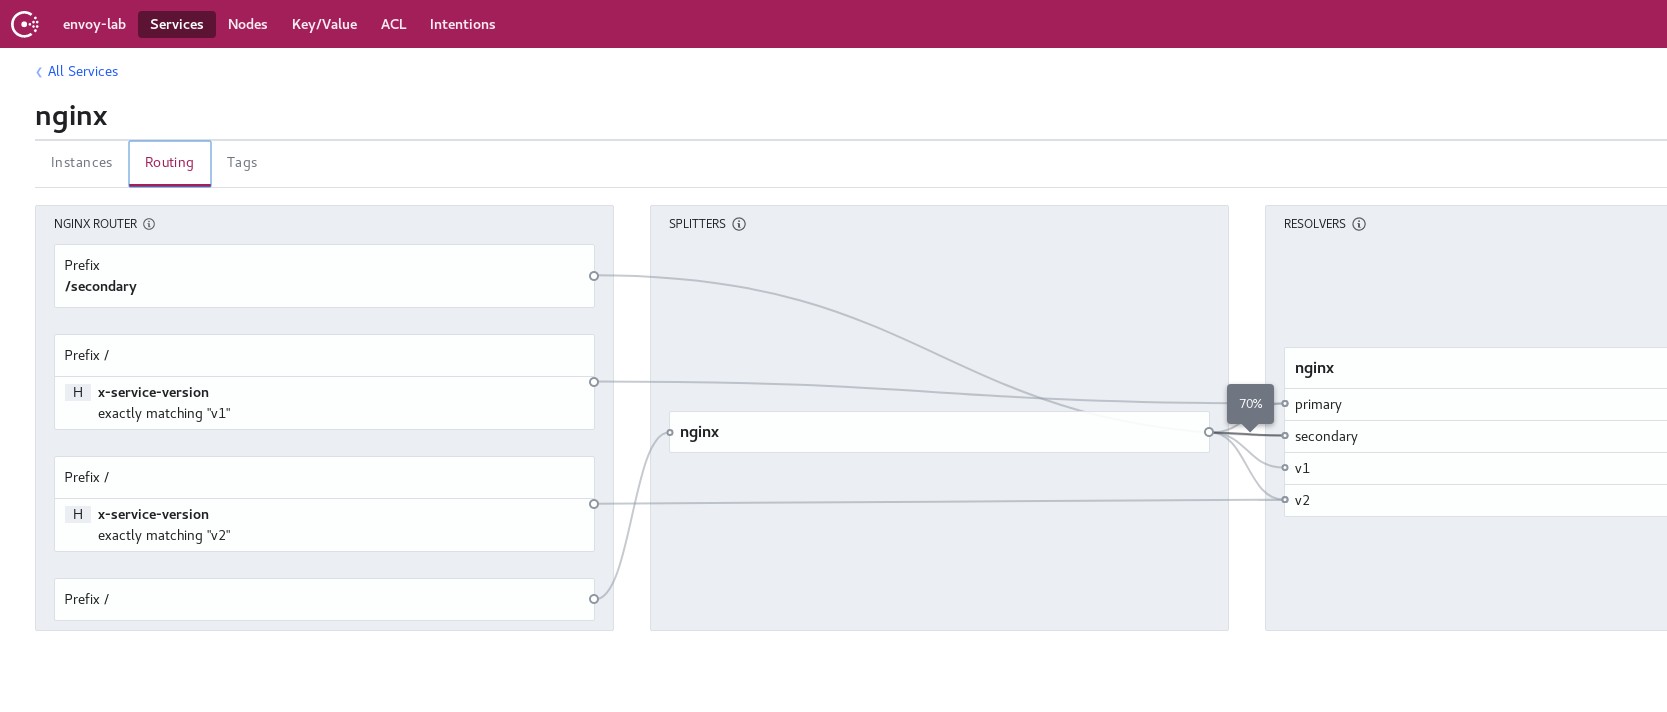 envoy-lab Services Nodes Key/Value ACL Intentions
All Services
nginx
Instances Routing Tags
NGINX ROUTER
Prefix
/secondary
Prefix /
H x-service-version
exactly matching "v1"
Prefix /
H x-service-version
exactly matching "v2"
Prefix /
SPLITTERS
nginx
70%
RESOLVERS
nginx
primary
secondary
v1
v2